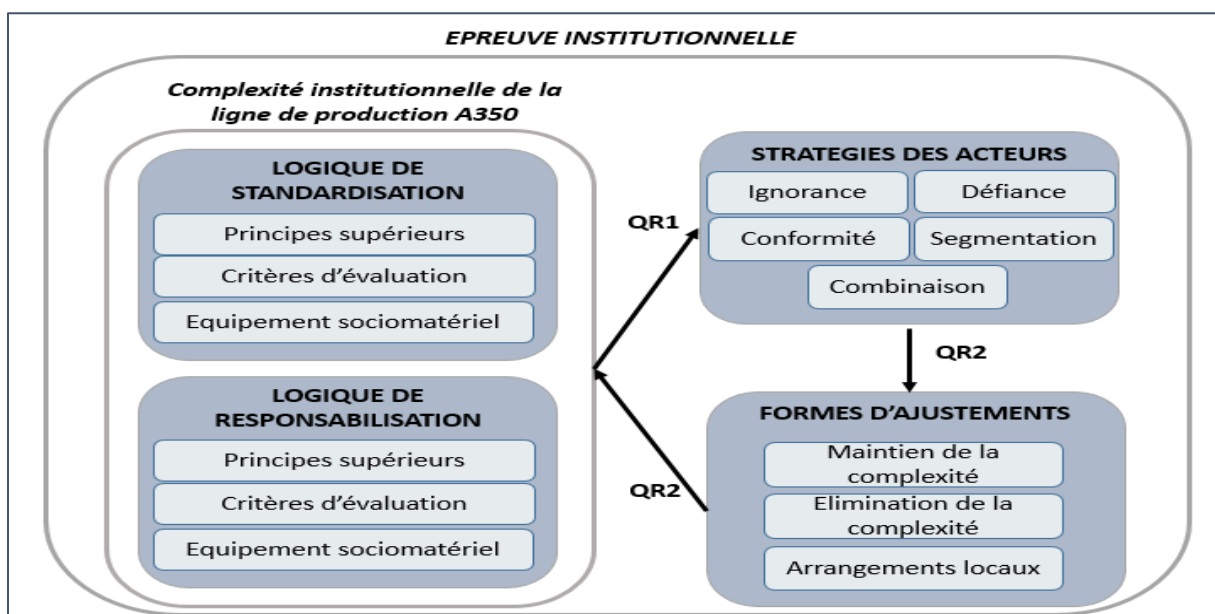 EPREUVE INSTITUTIONNELLE
Complexité institutionnelle de la
ligne de production A350
LOGIQUE DE
STANDARDISATION
Principes supérieurs
Critères d'évaluation
Equipement sociomatériel
LOGIQUE DE
RESPONSABILISATION
Principes supérieurs
Critères d'évaluation
Equipement sociomatériel
QR1
STRATEGIES DES ACTEURS
Ignorance
Défiance
Conformité
Segmentation
Combinaison
QR2
FORMES D'AJUSTEMENTS
Maintien de la
complexité
Elimination de la
complexité
Arrangements locaux
QR2